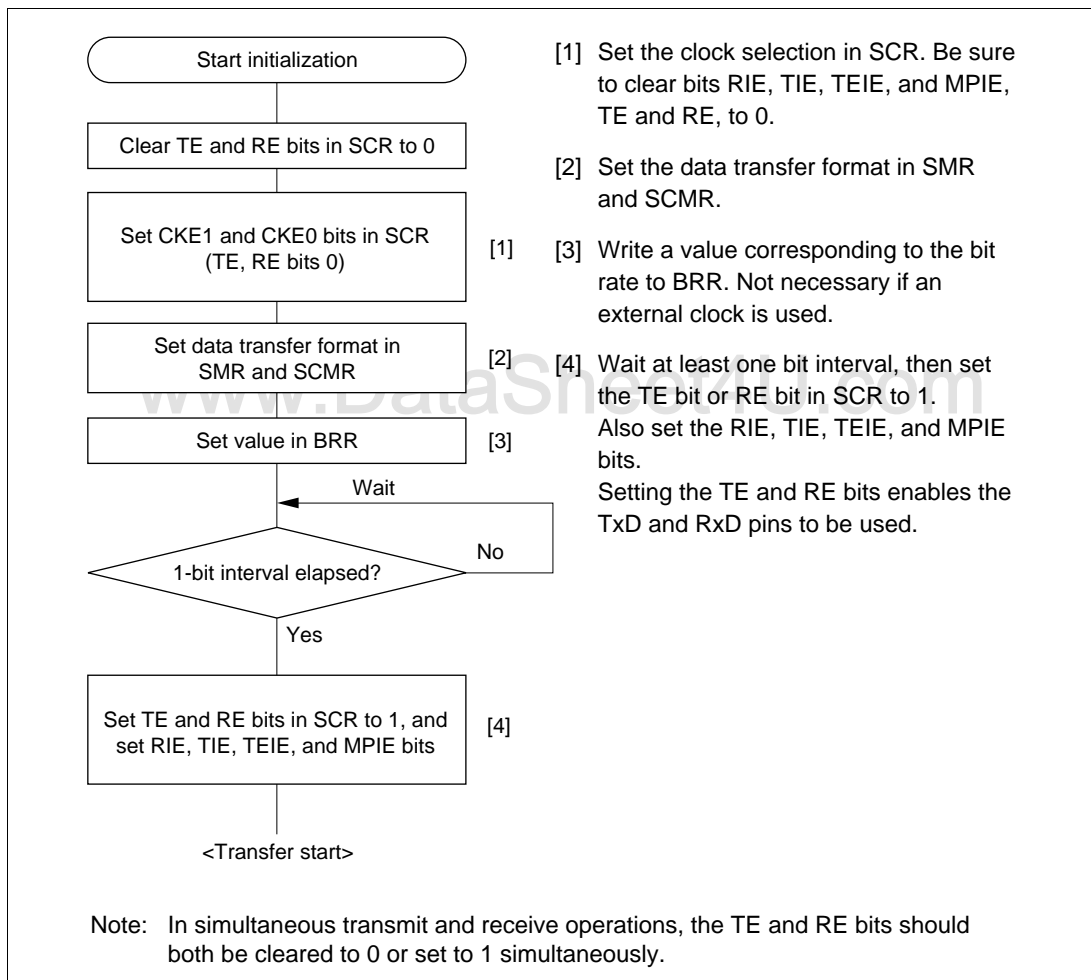 Start initialization
Clear TE and RE bits in SCR to 0
Set CKE1 and CKE0 bits in SCR
(TE, RE bits 0)
[1]
Set data transfer format in
SMR and SCMR
[2]
Set value in BRR
[3]
Wait
1-bit interval elapsed?
No
Yes
Set TE and RE bits in SCR to 1, and
set RIE, TIE, TEIE, and MPIE bits
[4]
<Transfer start>
[1] Set the clock selection in SCR. Be sure
to clear bits RIE, TIE, TEIE, and MPIE,
TE and RE, to 0.
[2] Set the data transfer format in SMR
and SCMR.
[3] Write a value corresponding to the bit
rate to BRR. Not necessary if an
external clock is used.
[4] Wait at least one bit interval, then set
the TE bit or RE bit in SCR to 1.
Also set the RIE, TIE, TEIE, and MPIE
bits.
Setting the TE and RE bits enables the
TxD and RxD pins to be used.
Note: In simultaneous transmit and receive operations, the TE and RE bits should
both be cleared to 0 or set to 1 simultaneously.
www.DataSheet4U.com